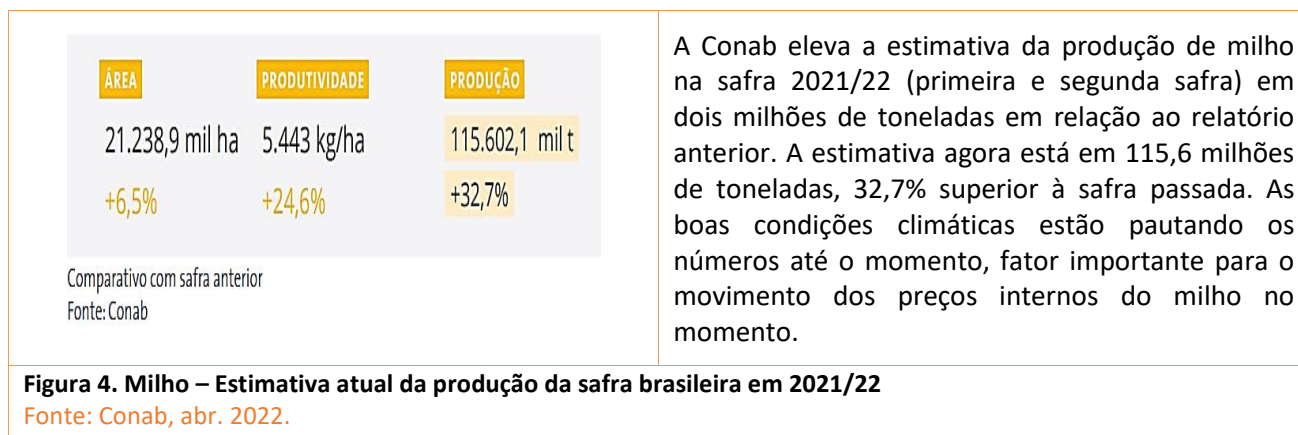 ÁREA
PRODUTIVIDADE
PRODUÇÃO
21.238,9 mil ha
5.443 kg/ha
115.602,1 mil t
+6,5%
+24,6%
+32,7%
Comparativo com safra anterior
Fonte: Conab
A Conab eleva a estimativa da produção de milho
na safra 2021/22 (primeira e segunda safra) em
dois milhões de toneladas em relação ao relatório
anterior. A estimativa agora está em 115,6 milhões
de toneladas, 32,7% superior à safra passada. As
boas condições climáticas estão pautando os
números até o momento, fator importante para o
movimento dos preços internos do milho no
momento.
Figura 4. Milho – Estimativa atual da produção da safra brasileira em 2021/22
Fonte: Conab, abr. 2022.